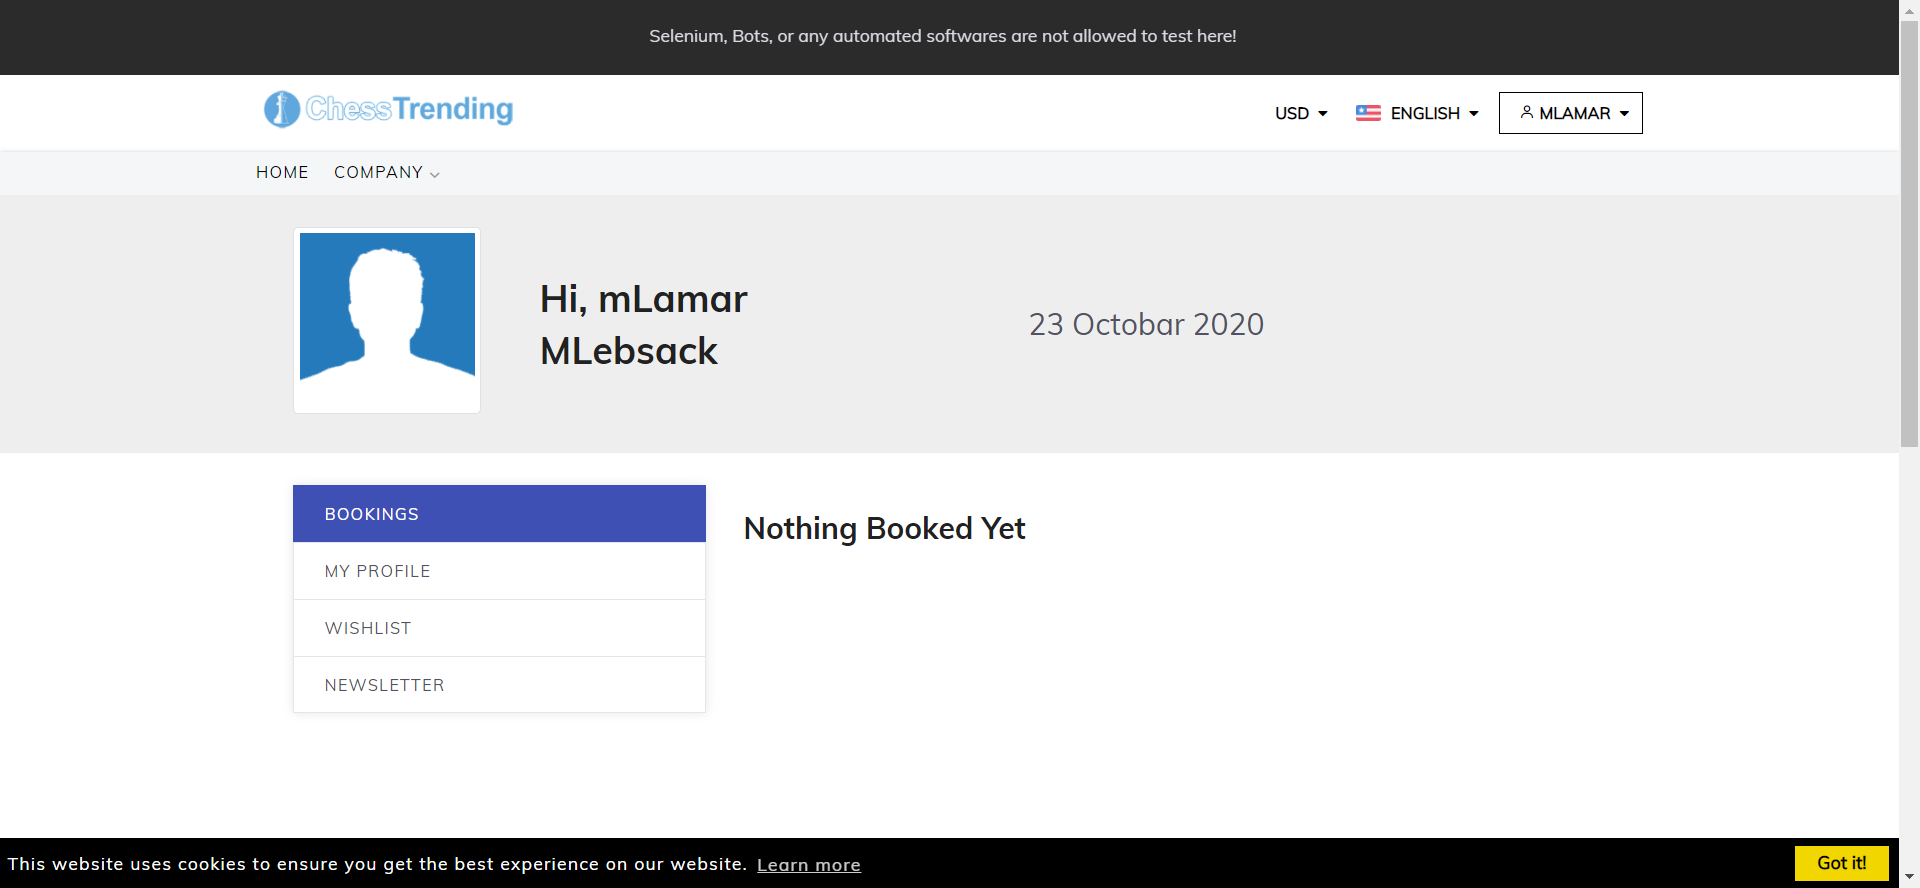 Selenium, Bots, or any automated softwares are not allowed to test here!
ChessTrending
USD
ENGLISH
MLAMAR
HOME
COMPANY
Hi, mLamar
MLebsack
23 Octobar 2020
BOOKINGS
Nothing Booked Yet
MY PROFILE
WISHLIST
NEWSLETTER
This website uses cookies to ensure you get the best experience on our website. Learn more
Got it!